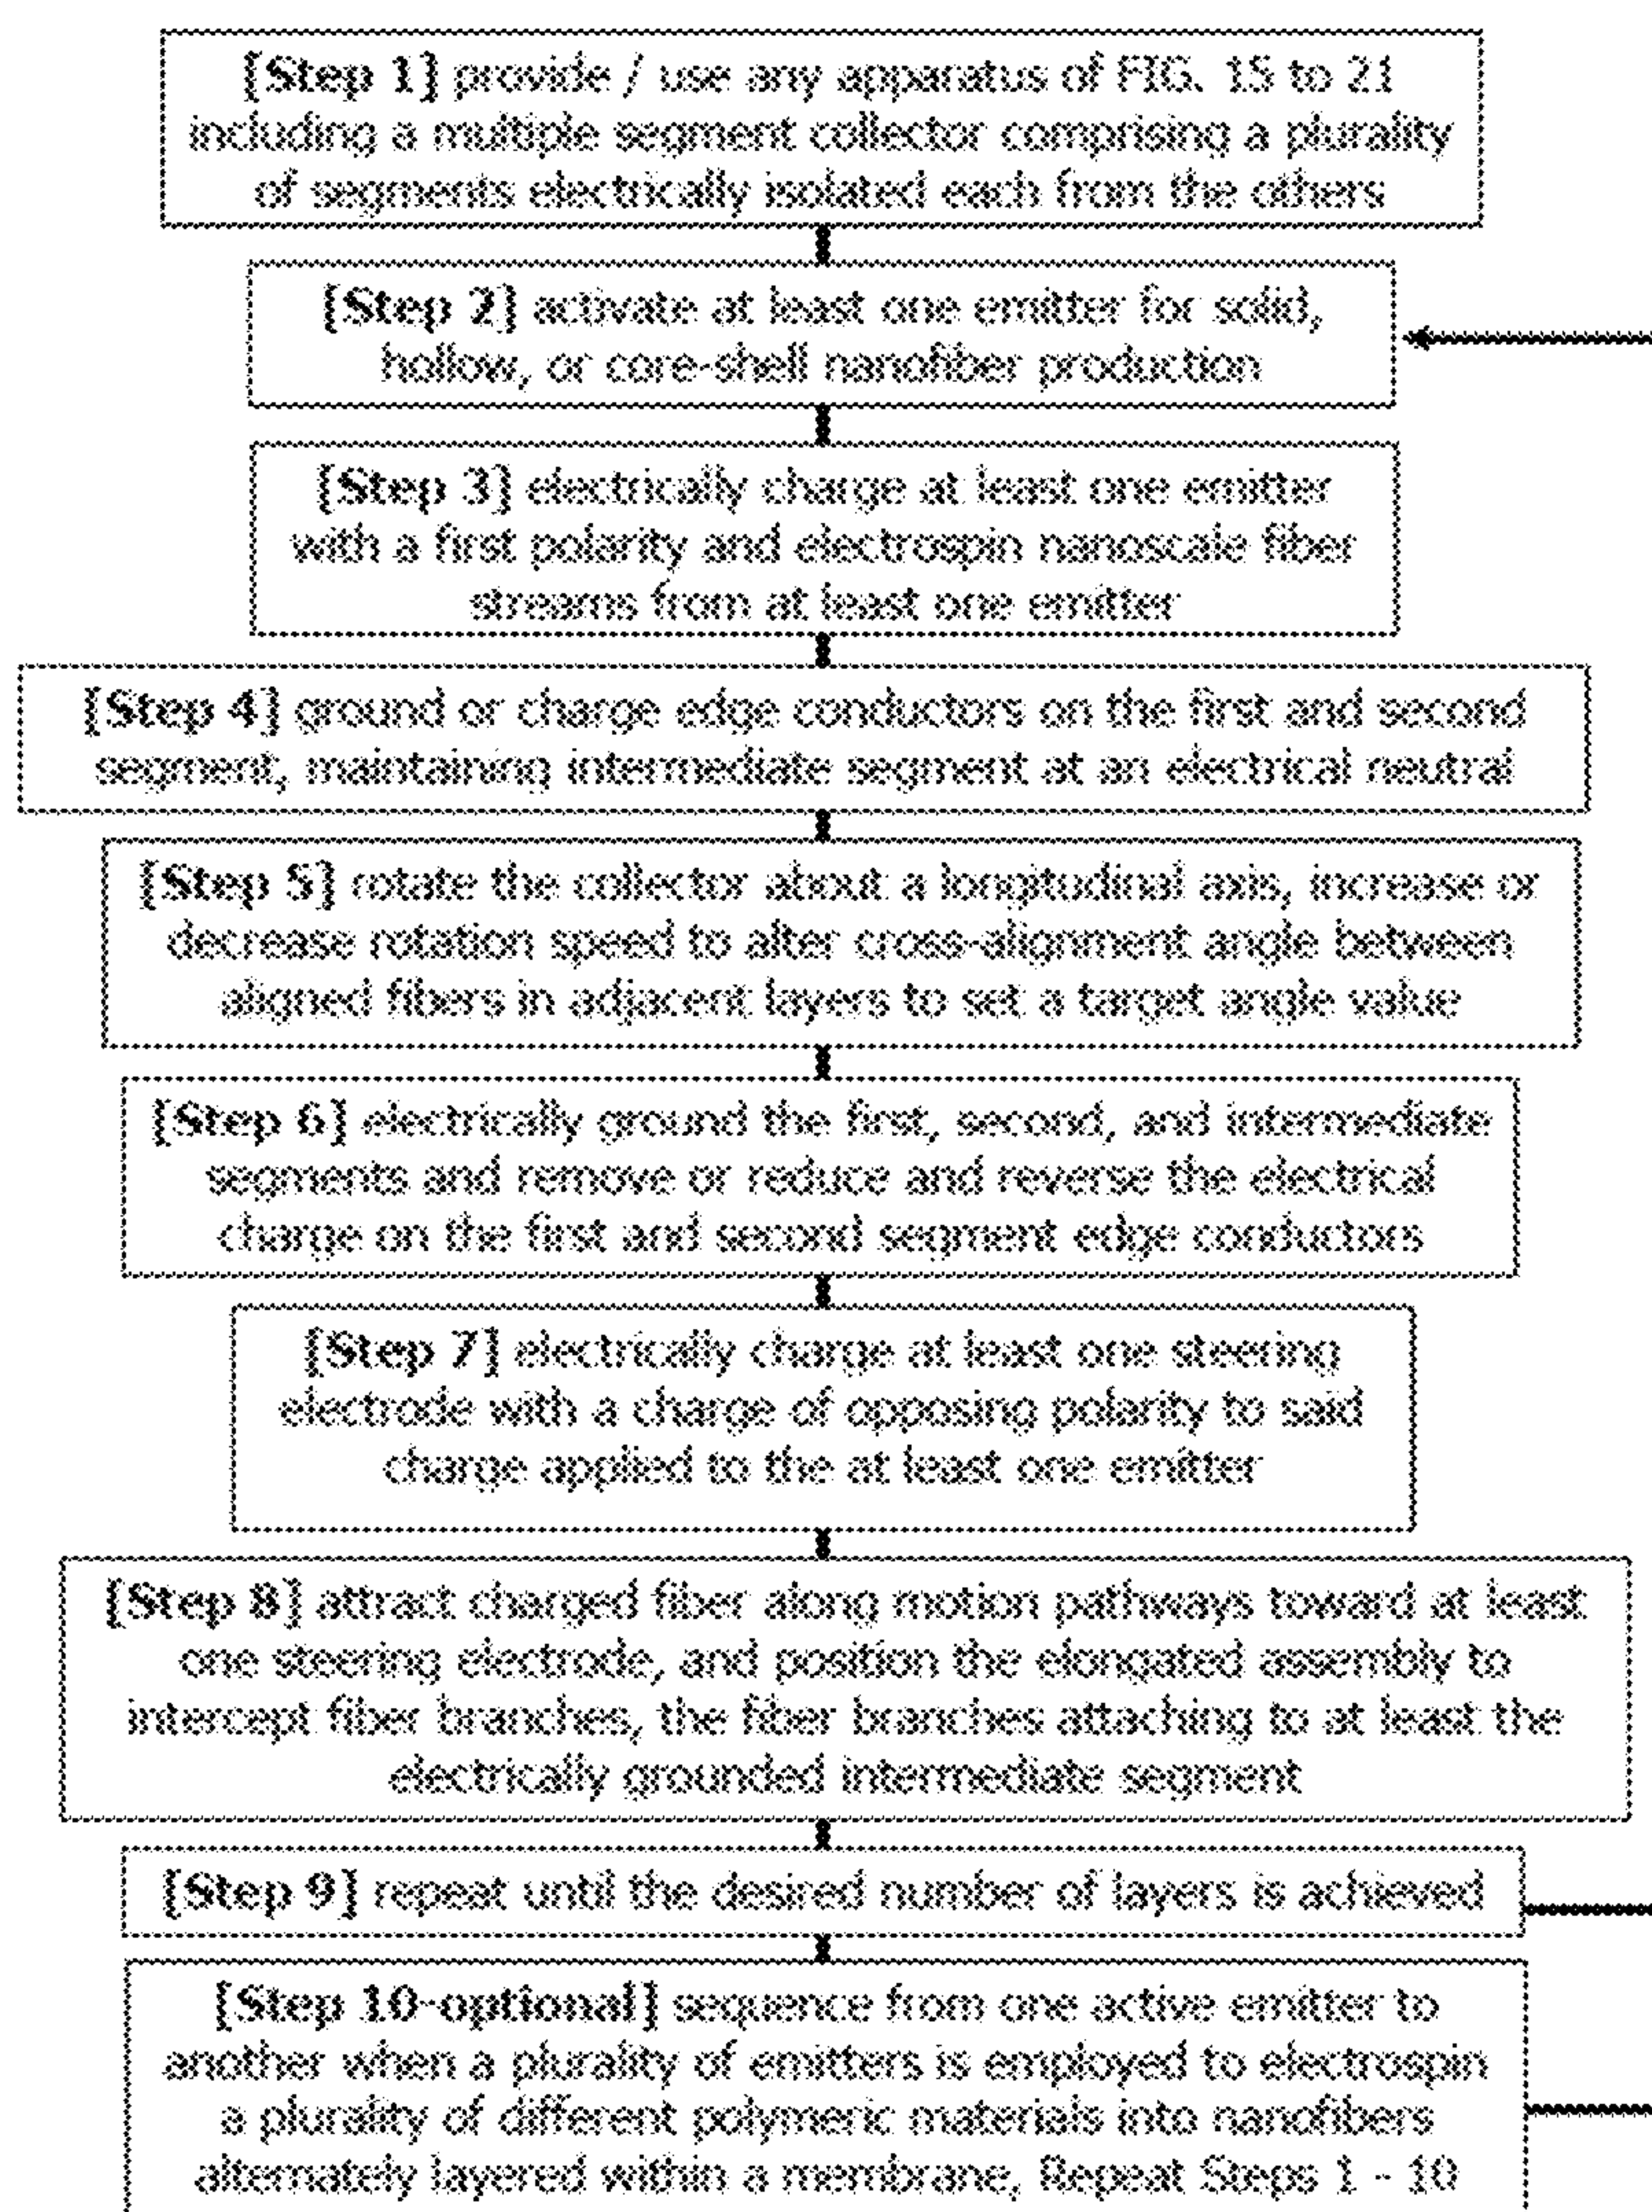 [Step 1] provide / use any apparatus of FIG. 15 to 21
including a multiple segment collector comprising a plurality
of segments electrically isolated each from the others
[Step 2] activate at least one emitter for solid,
hollow, or core-shell nanofiber production
[Step 3] electrically charge at least one emitter
with a first polarity and electrospin nanoscale fiber
streams from at least one emitter
[Step 4] ground or charge edge conductors on the first and second
segment, maintaining intermediate segment at an electrical neutral
[Step 5] rotate the collector about a longitudinal axis, increase or
decrease rotation speed to alter cross-alignment angle between
aligned fibers in adjacent layers to set a target angle value
[Step 6] electrically ground the first, second, and intermediate
segments and remove or reduce and reverse the electrical
charge on the first and second segment edge conductors
[Step 7] electrically charge at least one steering
electrode with a charge of opposing polarity to said
charge applied to the at least one emitter
[Step 8] attract charged fiber along motion pathways toward at least
one steering electrode, and position the elongated assembly to
intercept fiber branches, the fiber branches attaching to at least the
electrically grounded intermediate segment
[Step 9] repeat until the desired number of layers is achieved
[Step 10-optional] sequence from one active emitter to
another when a plurality of emitters is employed to electrospin
a plurality of different polymeric materials into nanofibers
alternately layered within a membrane, Repeat Steps 1 - 10